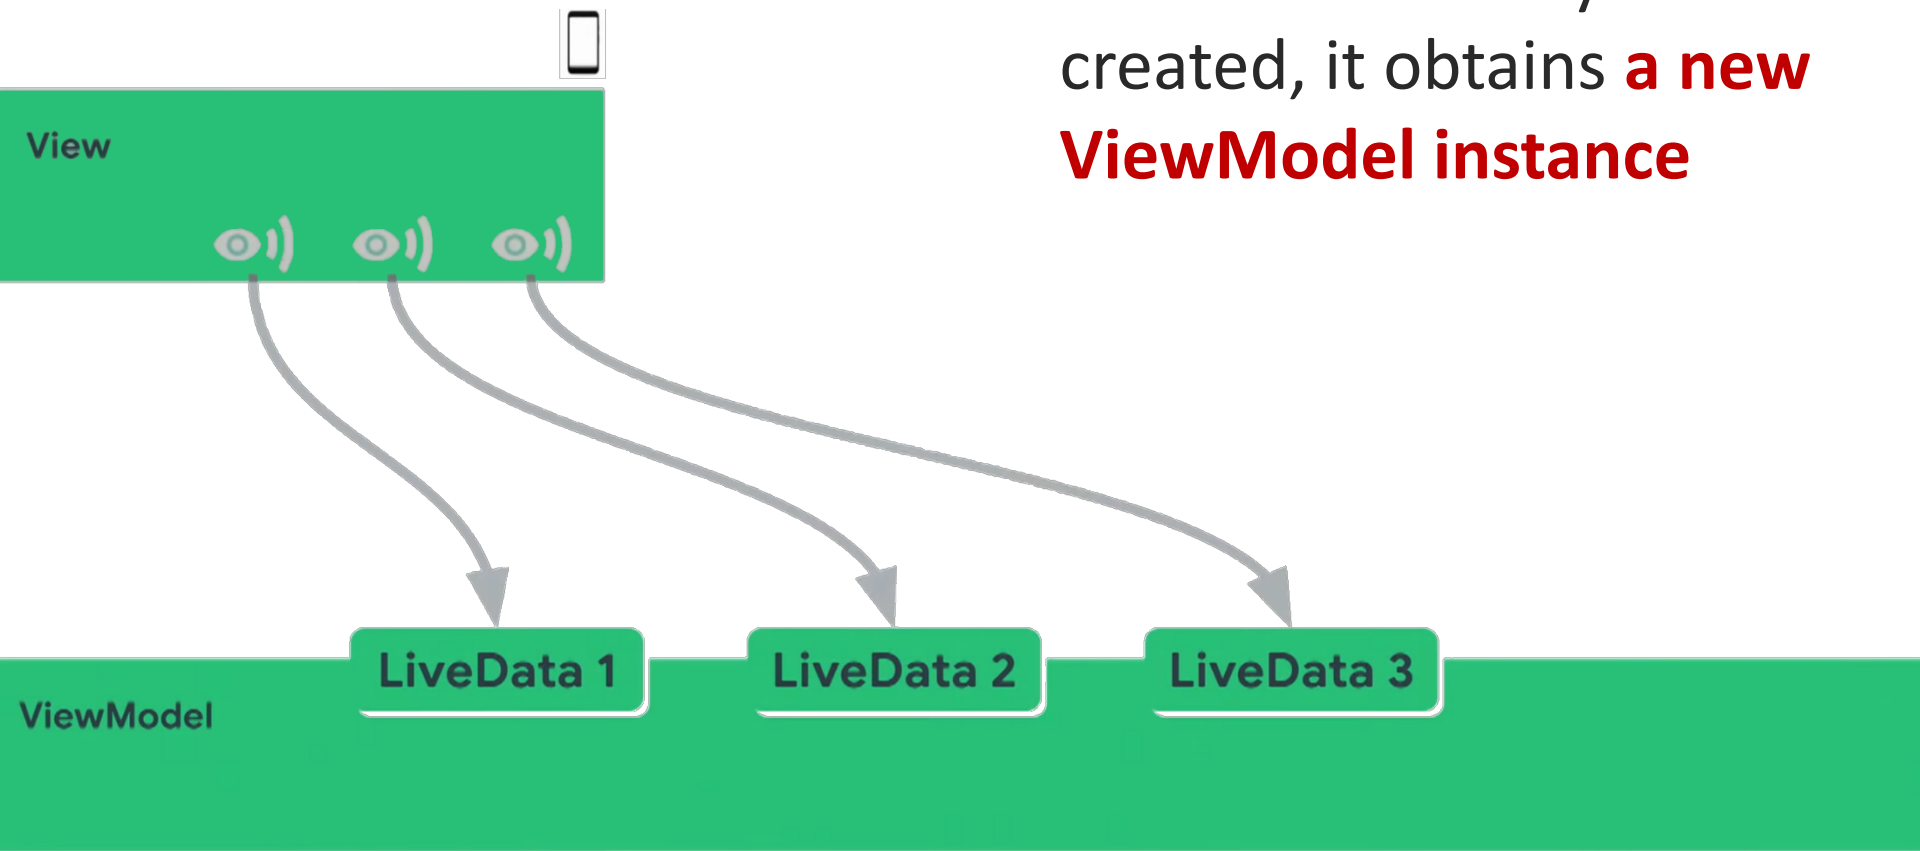 created, it obtains a new
ViewModel instance
View
LiveData 1
LiveData 2
LiveData 3
ViewModel